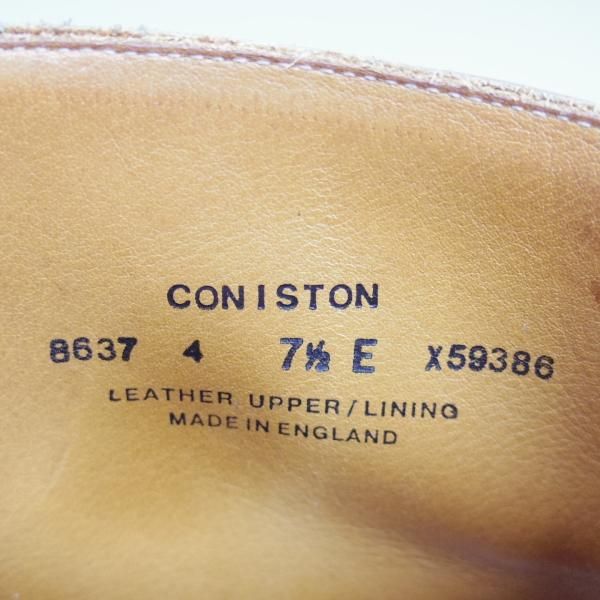 CONISTON
8637 4 7½ E X59386
LEATHER UPPER/LINING
MADE IN ENGLAND